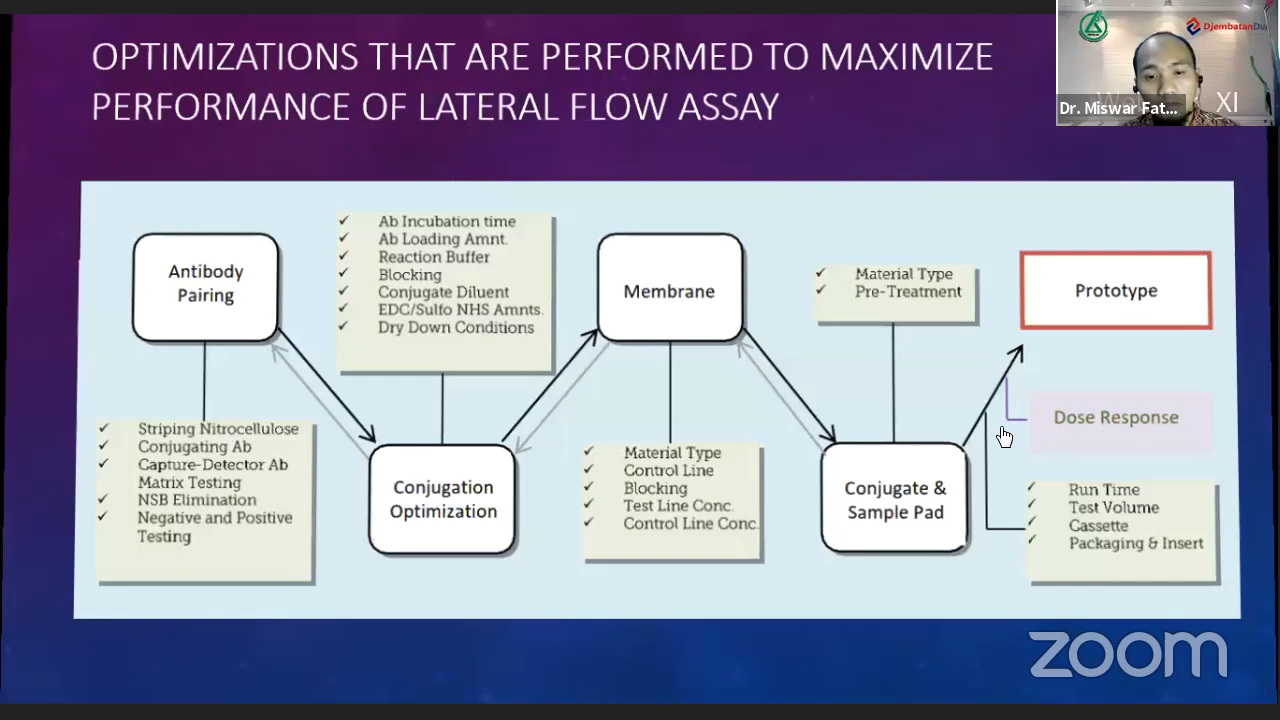 OPTIMIZATIONS THAT ARE PERFORMED TO MAXIMIZE
PERFORMANCE OF LATERAL FLOW ASSAY
DjembatanDu
XI
Dr. Miswar Fat...
Antibody
Pairing
Striping Nitrocellulose
Conjugating Ab
Capture-Detector Ab
Matrix Testing
NSB Elimination
Negative and Positive
Testing
Ab Incubation time
Ab Loading Amnt.
Reaction Buffer
Blocking
Conjugate Diluent
EDC/Sulfo NHS Amnts.
Dry Down Conditions
Conjugation
Optimization
Membrane
Material Type
Control Line
Blocking
Test Line Conc.
Control Line Conc.
Material Type
Pre-Treatment
Conjugate &
Sample Pad
Prototype
Dose Response
Run Time
Test Volume
Cassette
Packaging & Insert
zoom